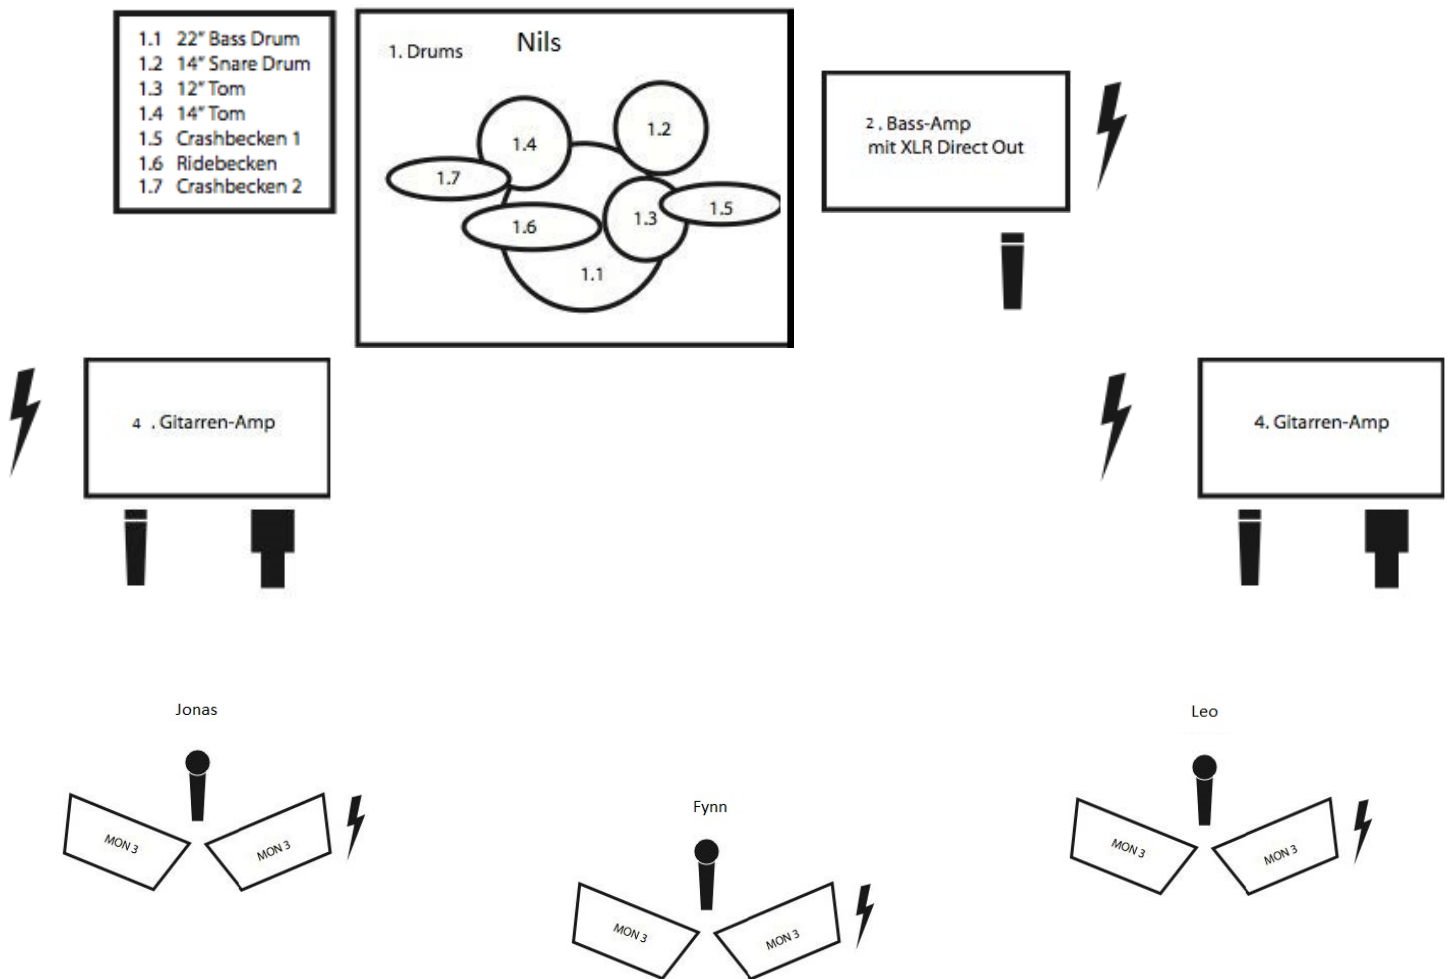 1.1 22" Bass Drum
1.2 14" Snare Drum
1.3 12" Tom
1.4 14" Tom
1.5 Crashbecken 1
1.6 Ridebecken
1.7 Crashbecken 2
1. Drums
Nils
1.4
1.2
1.7
1.6
1.3
1.5
1.1
2 . Bass-Amp
mit XLR Direct Out
4 . Gitarren-Amp
4. Gitarren-Amp
Jonas
MON 3
MON 3
Fynn
MON 3
MON 3
Leo
MON 3
MON 3